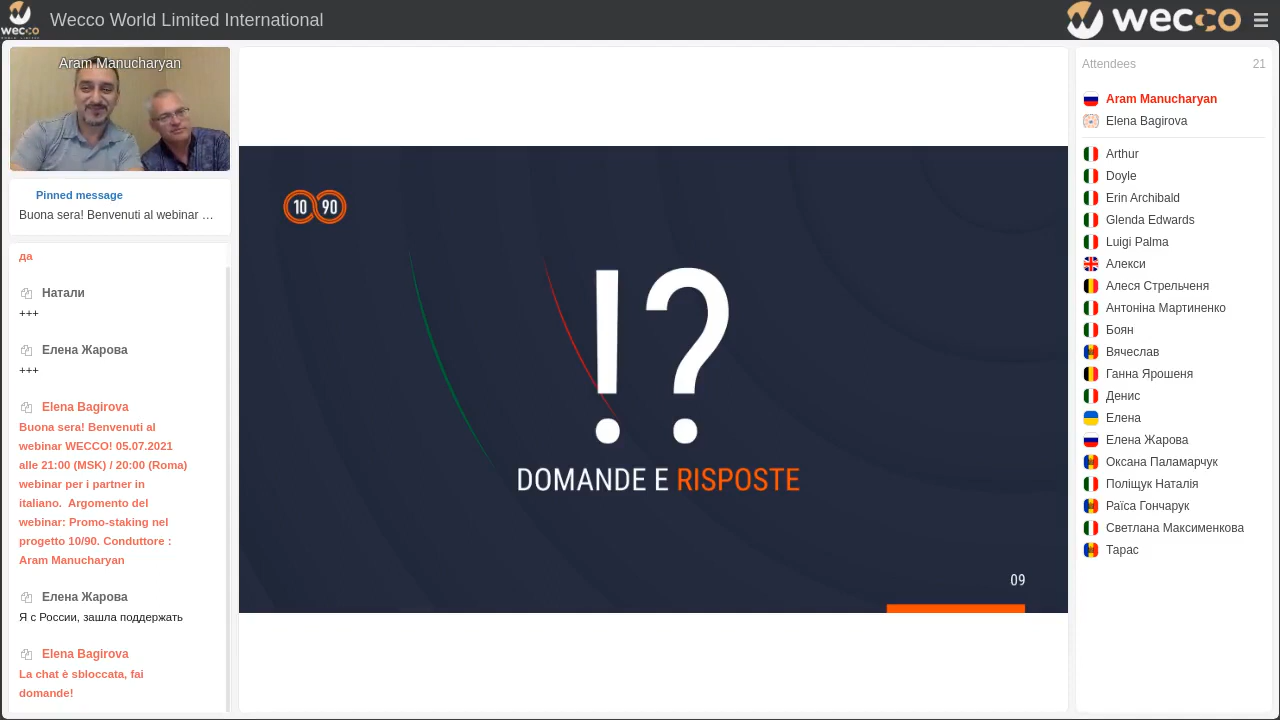 wecco
Wecco World Limited International
wecco
Aram Manucharyan
Pinned message
Buona sera! Benvenuti al webinar …
да
Натали
+++
Елена Жарова
+++
Elena Bagirova
Buona sera! Benvenuti al
webinar WECCO! 05.07.2021
alle 21:00 (MSK) / 20:00 (Roma)
webinar per i partner in
italiano.  Argomento del
webinar: Promo-staking nel
progetto 10/90. Conduttore :
Aram Manucharyan
Елена Жарова
Я с России, зашла поддержать
Elena Bagirova
La chat è sbloccata, fai
domande!
10 90
!?
DOMANDE E RISPOSTE
09
Attendees 21
Aram Manucharyan
Elena Bagirova
Arthur
Doyle
Erin Archibald
Glenda Edwards
Luigi Palma
Алекси
Алеся Стрельченя
Антоніна Мартиненко
Боян
Вячеслав
Ганна Ярошеня
Денис
Елена
Елена Жарова
Оксана Паламарчук
Поліщук Наталія
Раїса Гончарук
Светлана Максименкова
Тарас